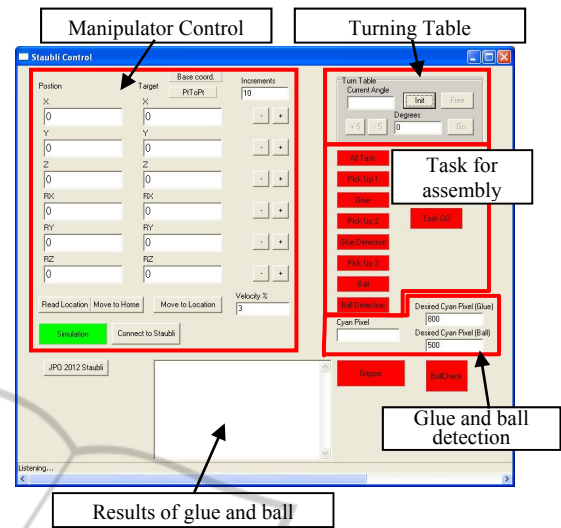 Manipulator Control
Turning Table
Staubli Control
Postion
Target
Base coord.
PtToPt
Increments
10
X
X
0
0
- +
Y
Y
0
0
- +
Z
Z
0
0
- +
RX
RX
0
0
- +
RY
RY
0
0
- +
RZ
RZ
0
0
- +
Read Location
Move to Home
Move to Location
Velocity %
3
Simulation
Connect to Staubli
Turn Table
Current Angle
Init
Free
Degrees
+5
-5
0
Go
All Task
Pick Up 1
Glue
Pick Up 2
Glue Detection
Pick Up 3
Ball
Ball Detection
Task for
assembly
Task GO
Cyan Pixel
Desired Cyan Pixel (Glue)
800
Desired Cyan Pixel (Ball)
500
JPO 2012 Staubli
Gripper
BallCheck
Glue and ball
detection
Listening...
Results of glue and ball